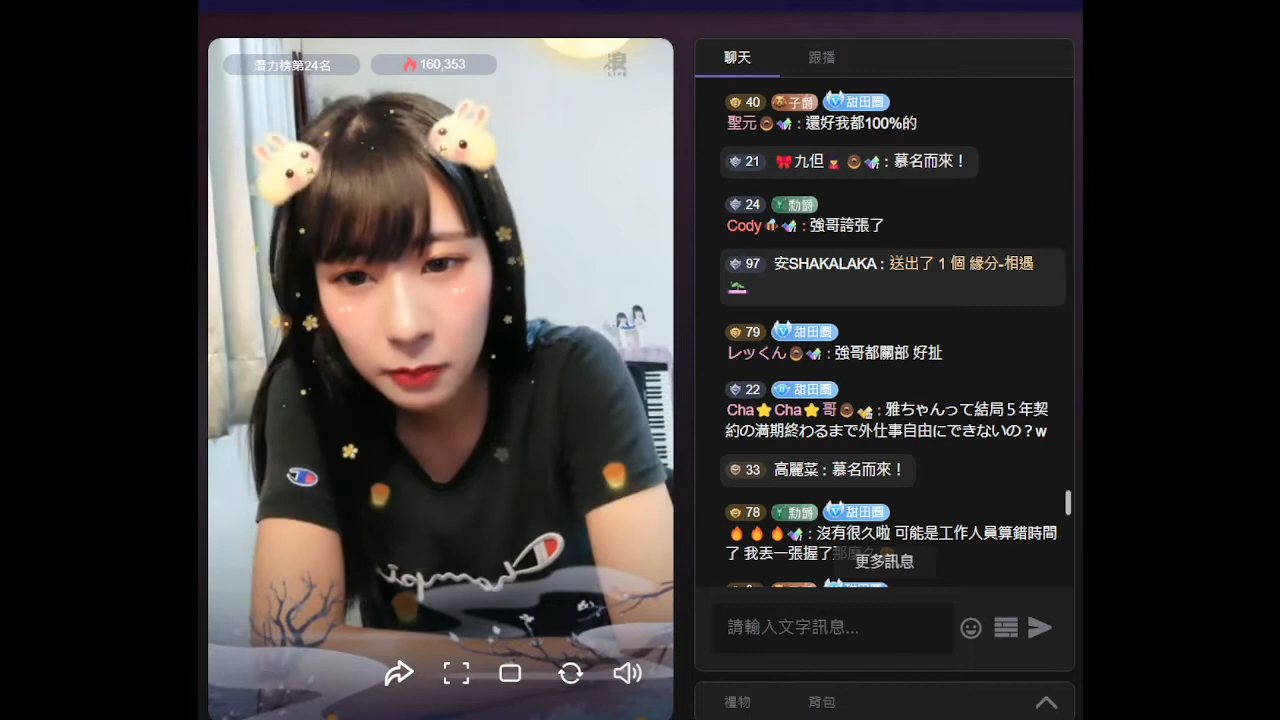 潛力榜第24名
160,353
浪
Champion
聊天
跟播
40 子爵 甜田圈
聖元：還好我都100%的
21 九但：慕名而來！
24 勳爵
Cody：強哥誇張了
97 安SHAKALAKA：送出了 1 個 緣分-相遇
79 甜田圈
レッくん：強哥都關部 好扯
22 甜田圈
Cha⭐Cha⭐哥：雅ちゃんって結局５年契
約の満期終わるまで外仕事自由にできないの？w
33 高麗菜：慕名而來！
78 勳爵 甜田圈
🔥🔥🔥：沒有很久啦 可能是工作人員算錯時間
了 我丟一張握了那麼久
更多訊息
請輸入文字訊息...
禮物
背包